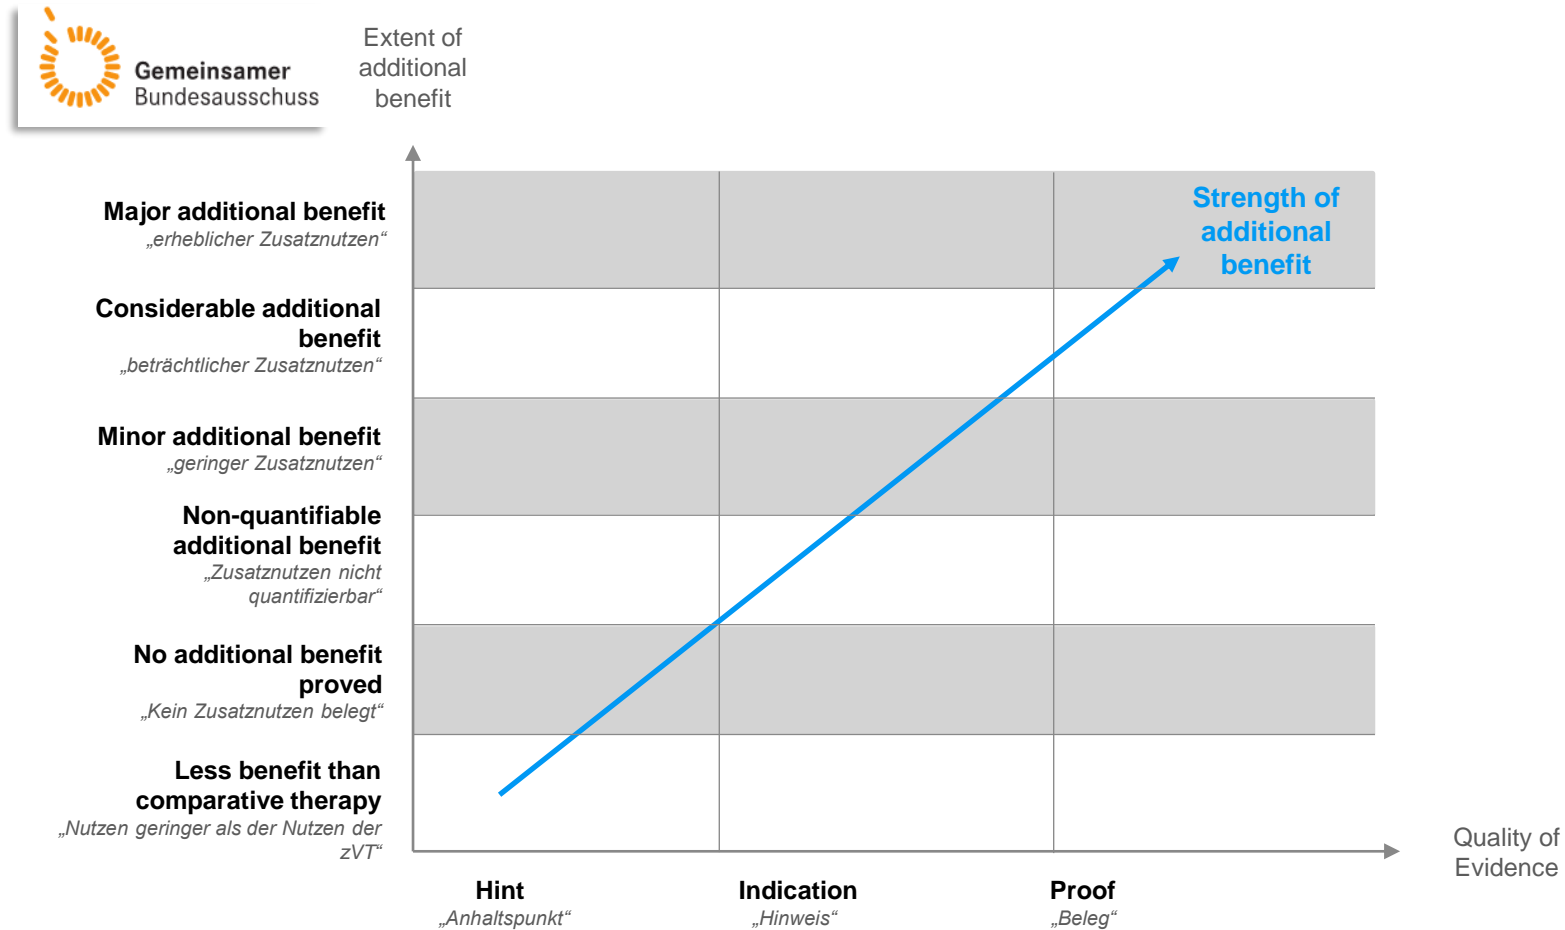 Gemeinsamer
Bundesausschuss
Extent of
additional
benefit
Major additional benefit
„erheblicher Zusatznutzen“
Considerable additional
benefit
„beträchtlicher Zusatznutzen“
Minor additional benefit
„geringer Zusatznutzen“
Non-quantifiable
additional benefit
„Zusatznutzen nicht
quantifizierbar“
No additional benefit
proved
„Kein Zusatznutzen belegt“
Less benefit than
comparative therapy
„Nutzen geringer als der Nutzen der
zVT“
Strength of
additional
benefit
Hint
„Anhaltspunkt“
Indication
„Hinweis“
Proof
„Beleg“
Quality of
Evidence